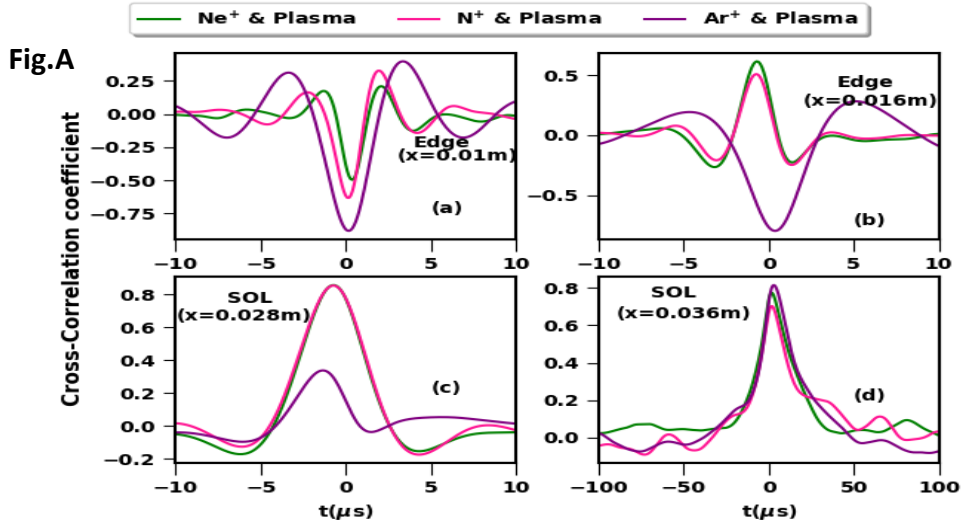 Ne⁺ & Plasma N⁺ & Plasma Ar⁺ & Plasma
Fig.A
Cross-Correlation coefficient
0.25
0.00
−0.25
−0.50
−0.75
Edge
(x=0.01m)
(a)
−10 −5 0 5 10
0.5
0.0
−0.5
Edge
(x=0.016m)
(b)
−10 −5 0 5 10
0.8
0.6
0.4
0.2
0.0
−0.2
SOL
(x=0.028m)
(c)
−10 −5 0 5 10
t(μs)
0.8
0.6
0.4
0.2
0.0
SOL
(x=0.036m)
(d)
−100 −50 0 50 100
t(μs)